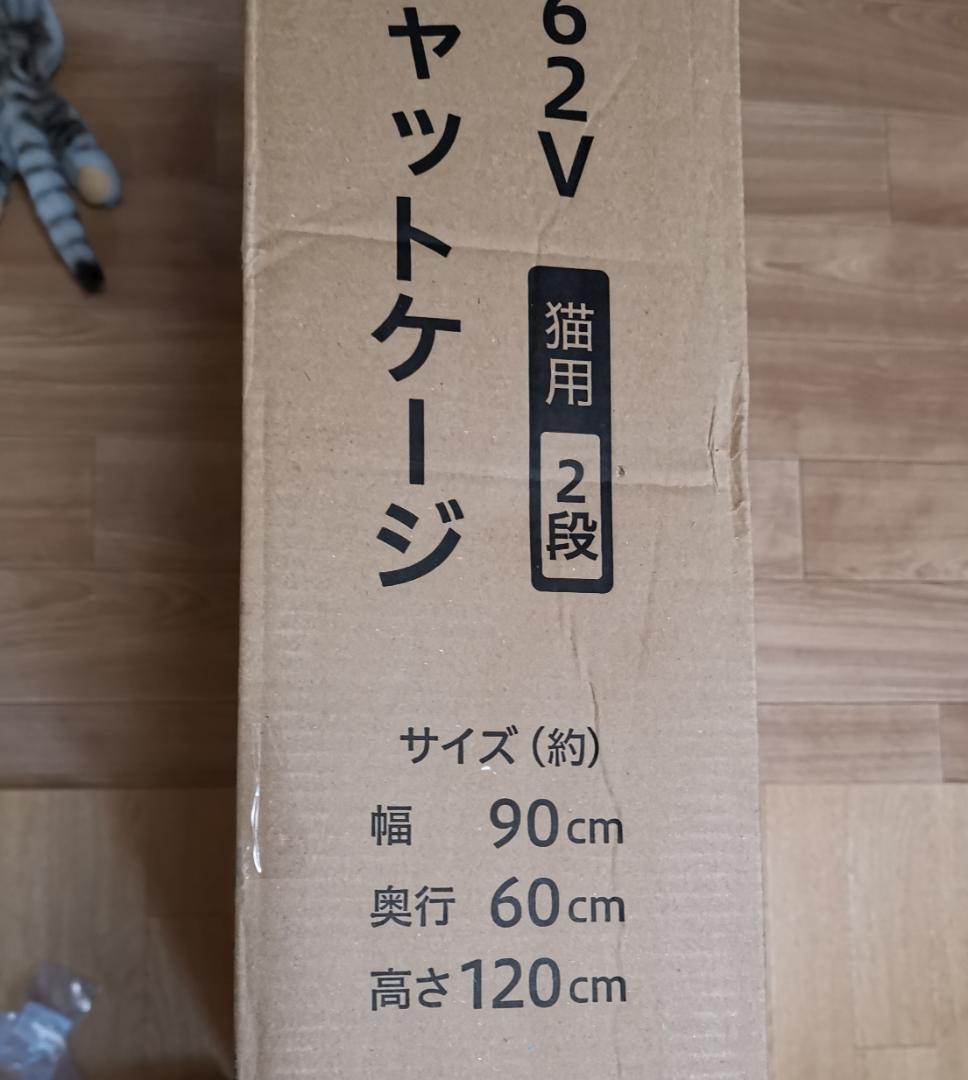 62V 猫用 2段
ャットケージ
サイズ（約）
幅 90cm
奥行 60cm
高さ120cm